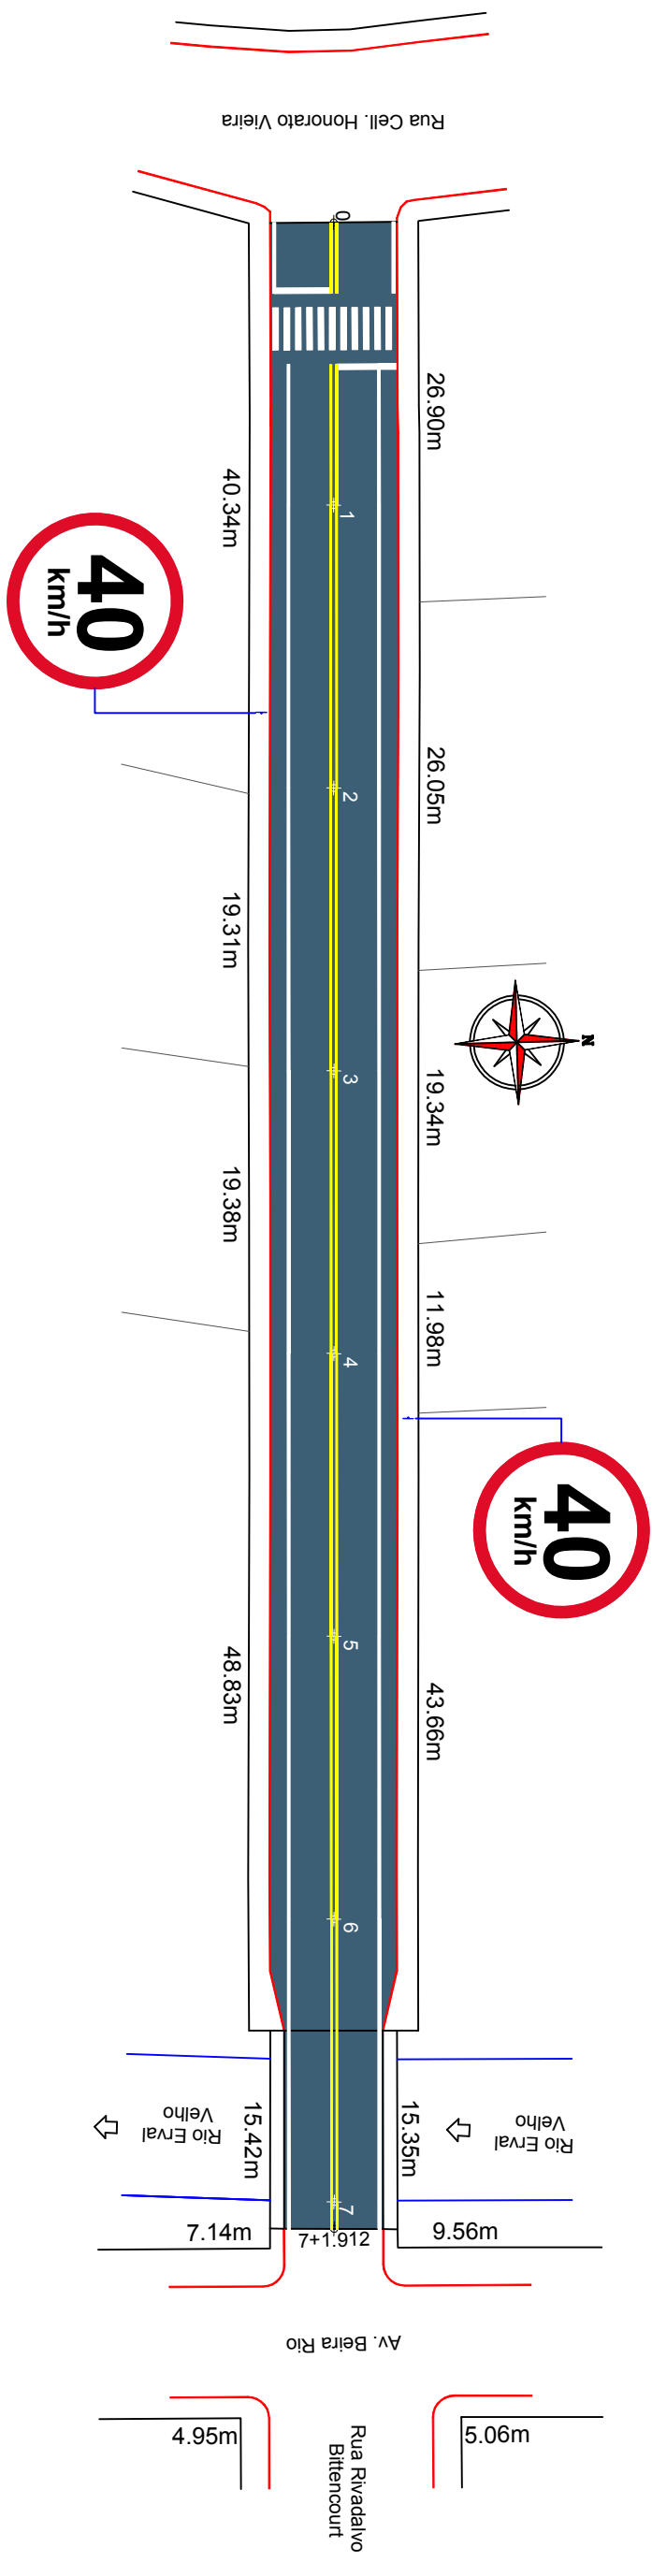 Rua Cell. Honorato Vieira
0
26.90m
40.34m
1
40
km/h
26.05m
2
19.31m
N
19.34m
3
19.38m
11.98m
4
40
km/h
5
48.83m
43.66m
6
Rio Erval
Velho
15.42m
15.35m
Rio Erval
Velho
7
7.14m
7+1.912
9.56m
Av. Beira Rio
4.95m
5.06m
Rua Rivadalvo
Bittencourt